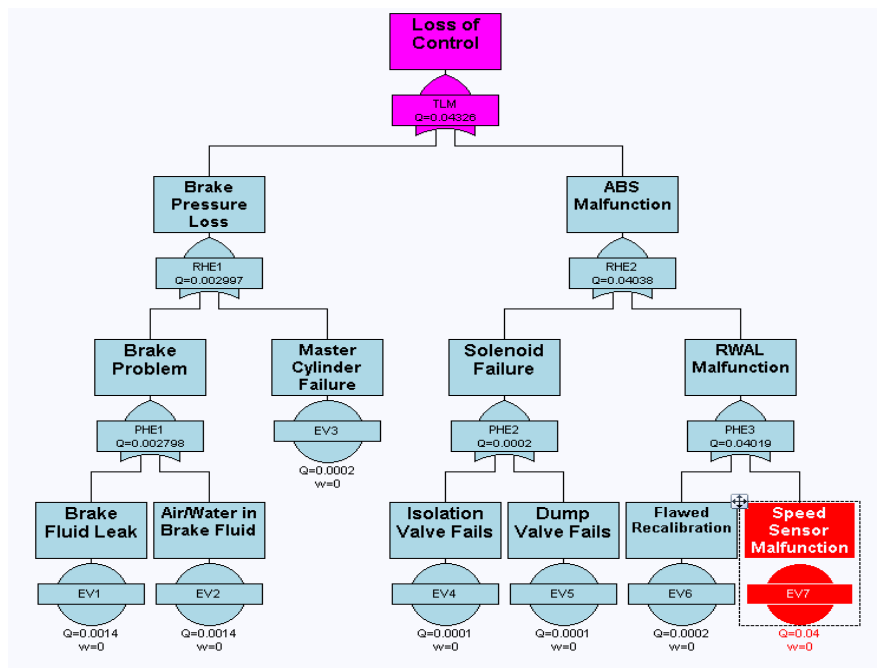 Loss of
Control
TLM
Q=0.04326
Brake
Pressure
Loss
ABS
Malfunction
RHE1
Q=0.002997
RHE2
Q=0.04038
Brake
Problem
Master
Cylinder
Failure
Solenoid
Failure
RWAL
Malfunction
PHE1
Q=0.002798
EV3
Q=0.0002
w=0
PHE2
Q=0.0002
PHE3
Q=0.04019
Brake
Fluid Leak
Air/Water in
Brake Fluid
Isolation
Valve Fails
Dump
Valve Fails
Flawed
Recalibration
Speed
Sensor
Malfunction
EV1
Q=0.0014
w=0
EV2
Q=0.0014
w=0
EV4
Q=0.0001
w=0
EV5
Q=0.0001
w=0
EV6
Q=0.0002
w=0
EV7
Q=0.04
w=0